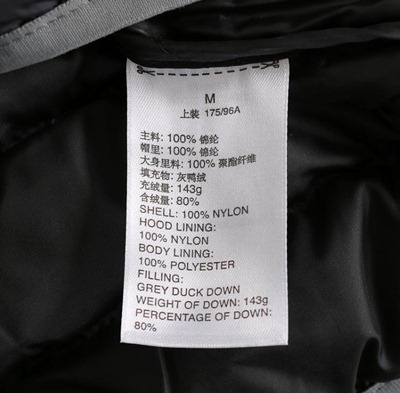 M
上装 175/96A
主料: 100% 锦纶
帽里: 100% 锦纶
大身里料: 100% 聚酯纤维
填充物: 灰鸭绒
充绒量: 143g
含绒量: 80%
SHELL: 100% NYLON
HOOD LINING:
100% NYLON
BODY LINING:
100% POLYESTER
FILLING:
GREY DUCK DOWN
WEIGHT OF DOWN: 143g
PERCENTAGE OF DOWN:
80%